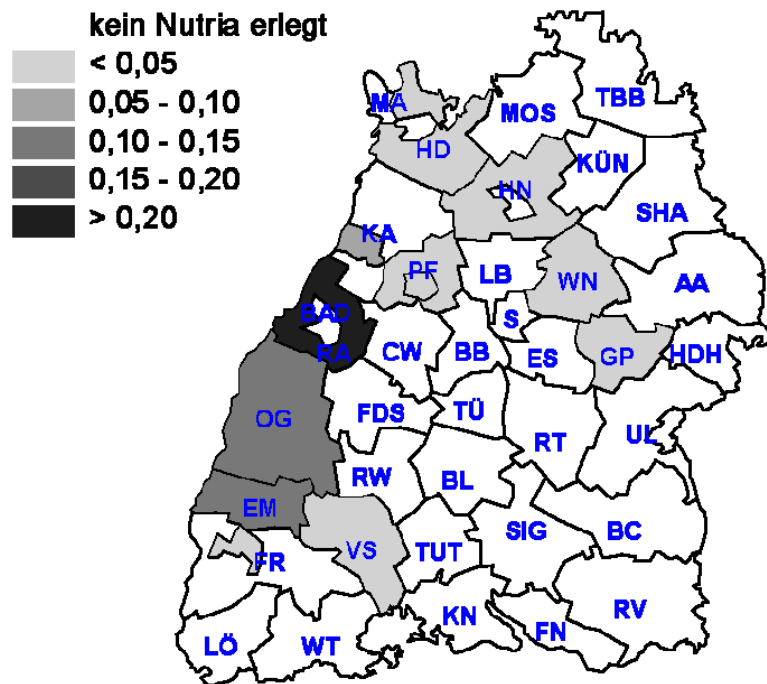 kein Nutria erlegt
< 0,05
0,05 - 0,10
0,10 - 0,15
0,15 - 0,20
> 0,20
MA
MOS
TBB
HD
KÜN
HN
SHA
KA
PF
LB
WN
AA
BAD
S
RA
CW
BB
ES
GP
HDH
OG
FDS
TÜ
RT
UL
RW
BL
EM
VS
TUT
SIG
BC
FR
KN
RV
LÖ
WT
FN